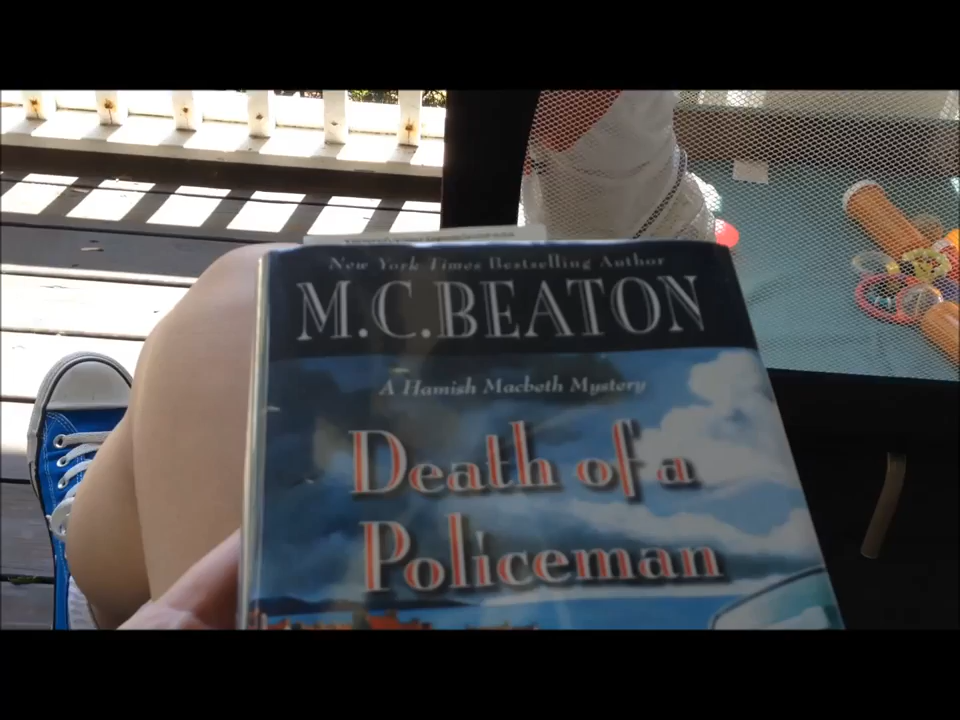 New York Times Bestselling Author
M.C. BEATON
A Hamish Macbeth Mystery
Death of a
Policeman